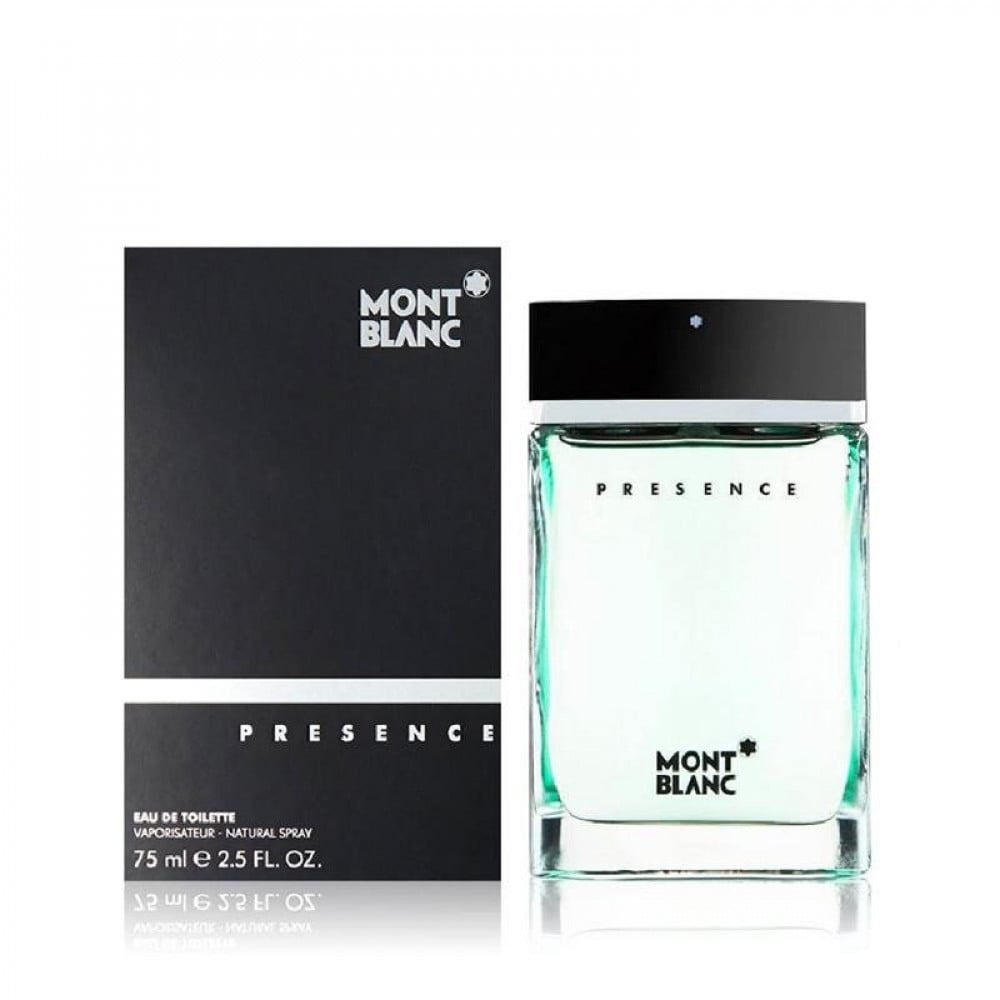 MONT
BLANC
PRESENCE
EAU DE TOILETTE
VAPORISATEUR - NATURAL SPRAY
75 ml e 2.5 FL. OZ.
PRESENCE
MONT
BLANC